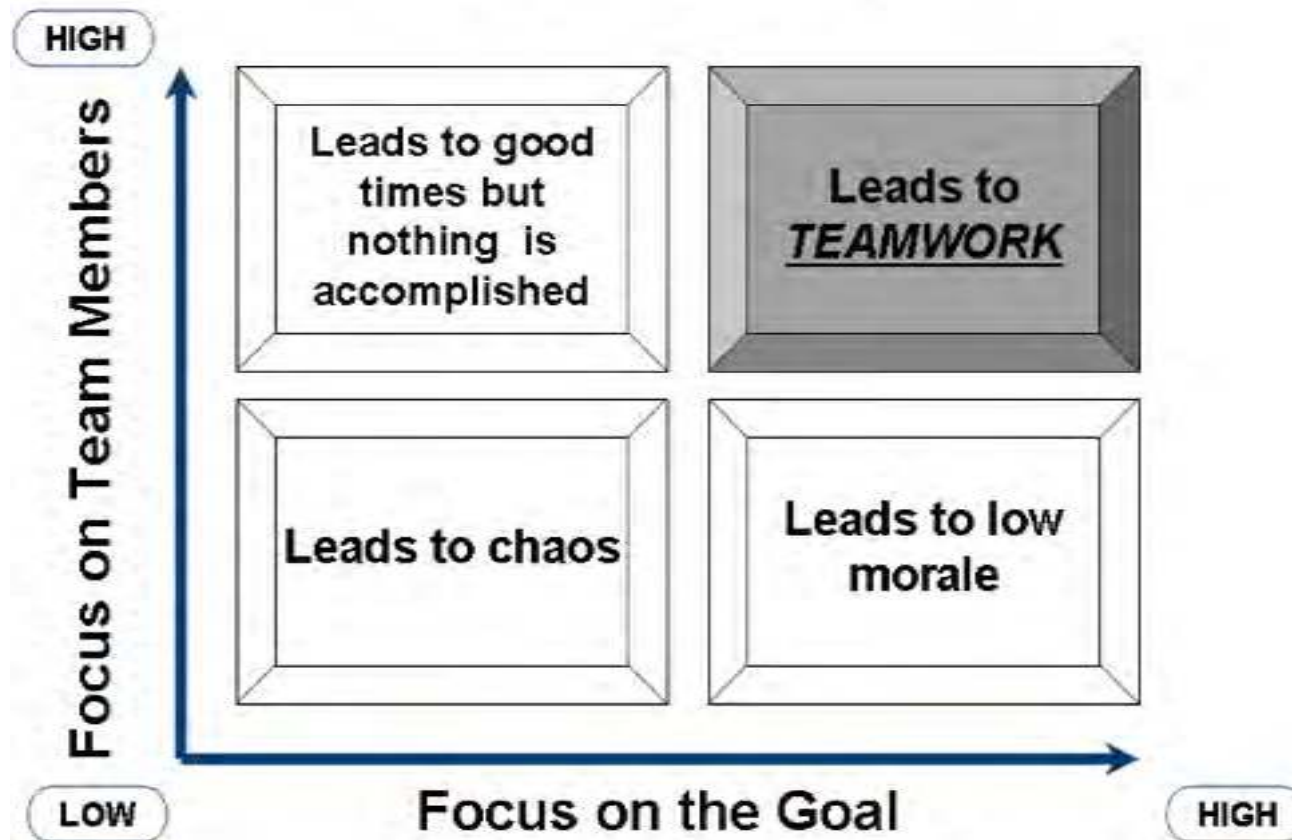 HIGH
Focus on Team Members
Leads to good
times but
nothing is
accomplished
Leads to
TEAMWORK
Leads to chaos
Leads to low
morale
LOW
Focus on the Goal
HIGH